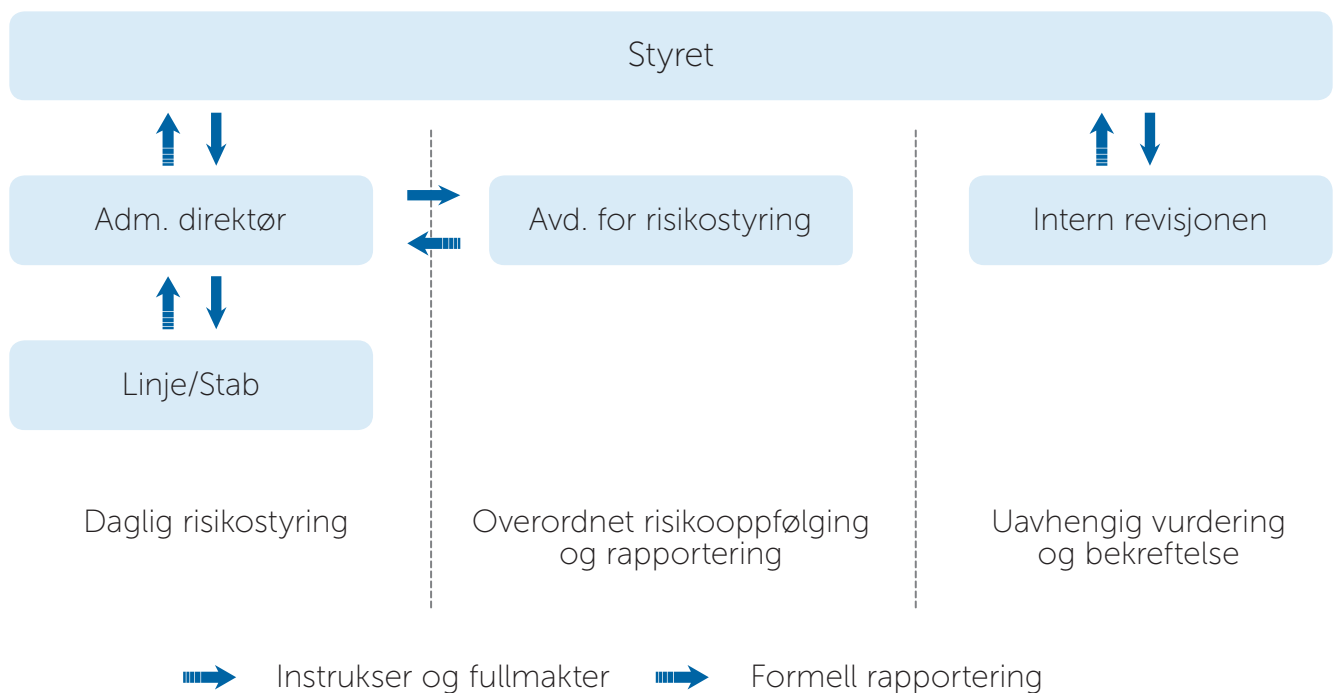 Styret
Adm. direktør
Avd. for risikostyring
Intern revisjonen
Linje/Stab
Daglig risikostyring
Overordnet risikooppfølging
og rapportering
Uavhengig vurdering
og bekreftelse
Instrukser og fullmakter
Formell rapportering